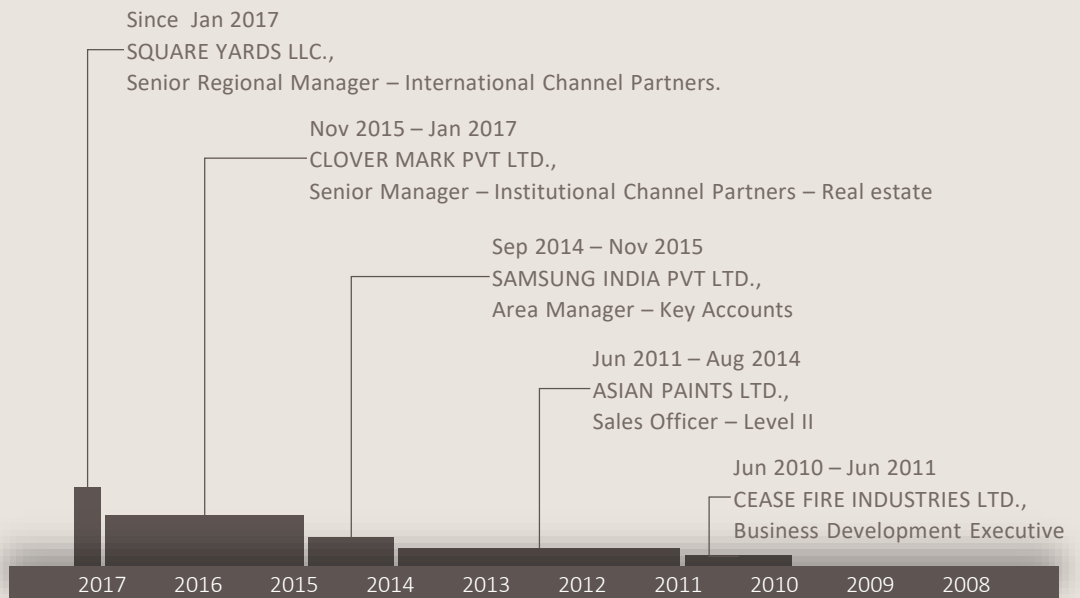 Since Jan 2017
SQUARE YARDS LLC.,
Senior Regional Manager – International Channel Partners.
Nov 2015 – Jan 2017
CLOVER MARK PVT LTD.,
Senior Manager – Institutional Channel Partners – Real estate
Sep 2014 – Nov 2015
SAMSUNG INDIA PVT LTD.,
Area Manager – Key Accounts
Jun 2011 – Aug 2014
ASIAN PAINTS LTD.,
Sales Officer – Level II
Jun 2010 – Jun 2011
CEASE FIRE INDUSTRIES LTD.,
Business Development Executive
2017 2016 2015 2014 2013 2012 2011 2010 2009 2008